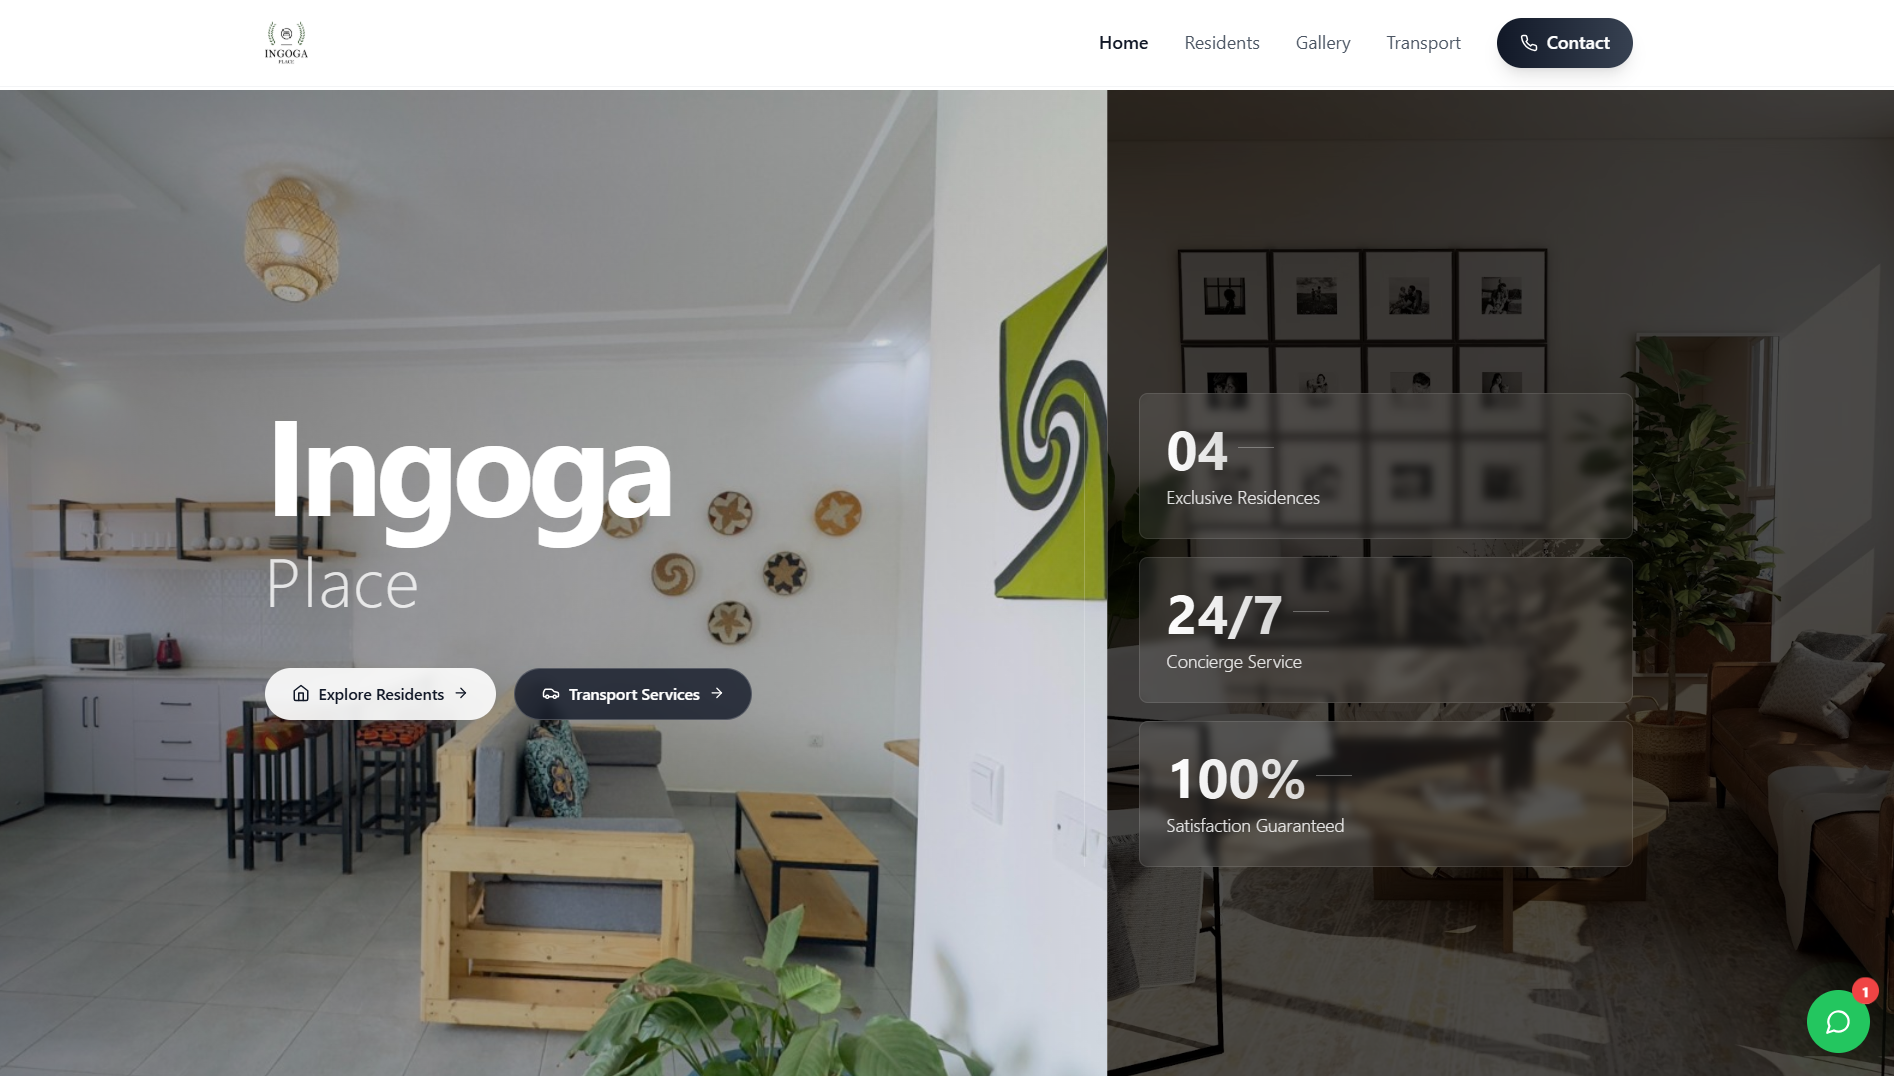 INGOGA
PLACE
Home
Residents
Gallery
Transport
Contact
Ingoga
Place
Explore Residents
Transport Services
04
Exclusive Residences
24/7
Concierge Service
100%
Satisfaction Guaranteed
1